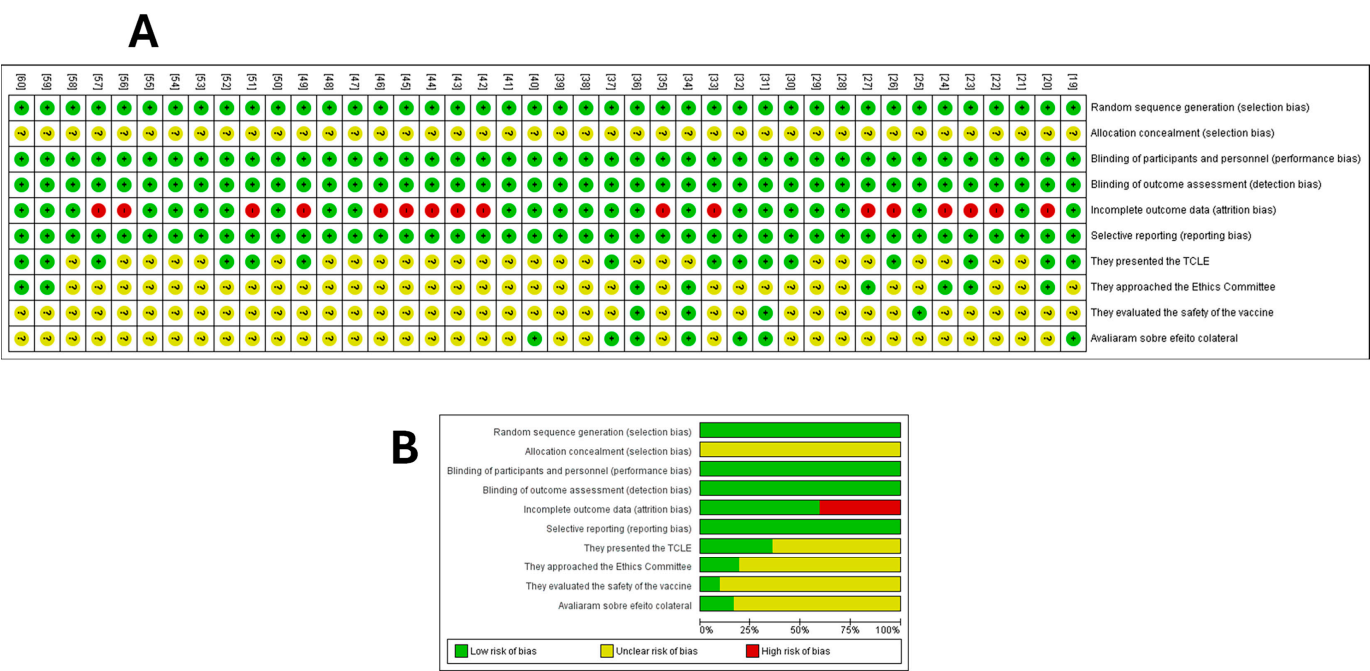 A
[60] [59] [58] [57] [56] [55] [54] [53] [52] [51] [50] [49] [48] [47] [46] [45] [44] [43] [42] [41] [40] [39] [38] [37] [36] [35] [34] [33] [32] [31] [30] [29] [28] [27] [26] [25] [24] [23] [22] [21] [20] [19]
Random sequence generation (selection bias)
Allocation concealment (selection bias)
Blinding of participants and personnel (performance bias)
Blinding of outcome assessment (detection bias)
Incomplete outcome data (attrition bias)
Selective reporting (reporting bias)
They presented the TCLE
They approached the Ethics Committee
They evaluated the safety of the vaccine
Avaliaram sobre efeito colateral
B
Random sequence generation (selection bias)
Allocation concealment (selection bias)
Blinding of participants and personnel (performance bias)
Blinding of outcome assessment (detection bias)
Incomplete outcome data (attrition bias)
Selective reporting (reporting bias)
They presented the TCLE
They approached the Ethics Committee
They evaluated the safety of the vaccine
Avaliaram sobre efeito colateral
0% 25% 50% 75% 100%
Low risk of bias Unclear risk of bias High risk of bias